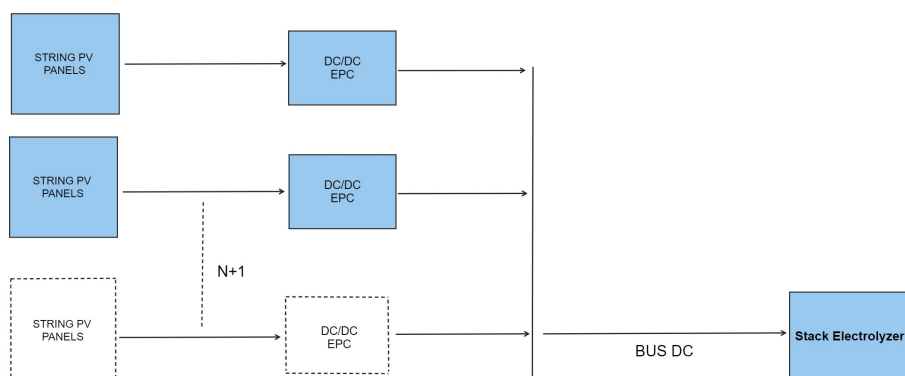 STRING PV
PANELS
DC/DC
EPC
STRING PV
PANELS
DC/DC
EPC
N+1
STRING PV
PANELS
DC/DC
EPC
BUS DC
Stack Electrolyzer